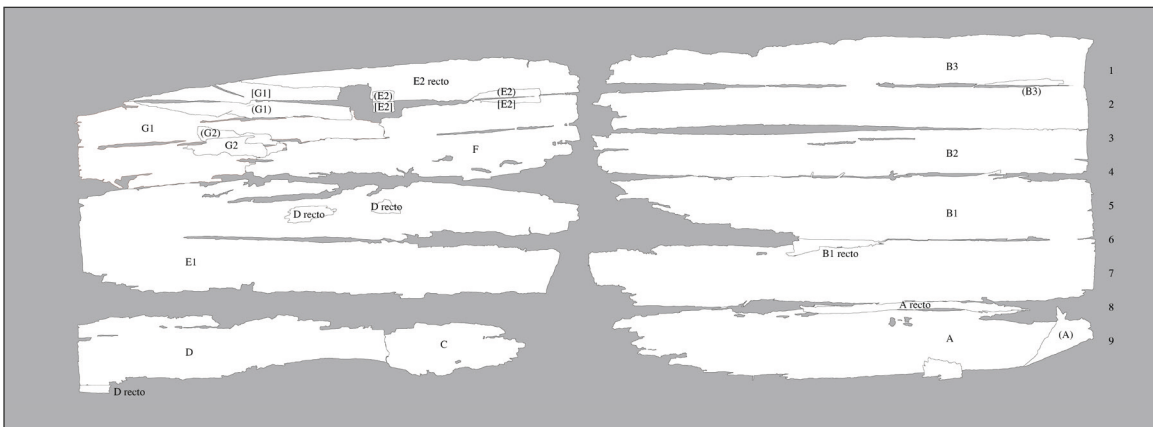 B3 1
E2 recto
[G1] (E2) (E2) (B3)
(G1) [E2] [E2] 2
G1 (G2) 3
G2 F B2
4
D recto D recto B1 5
6
E1 B1 recto 7
A recto 8
D C A (A) 9
D recto